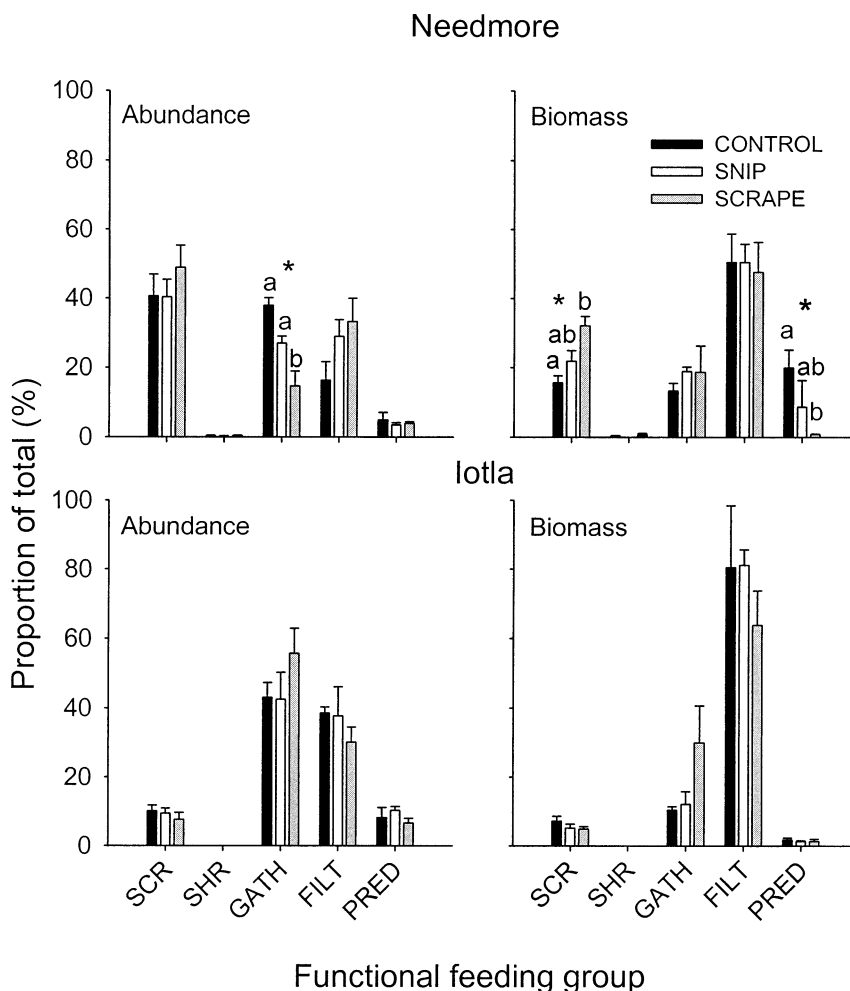 Needmore
Abundance
Biomass
CONTROL
SNIP
SCRAPE
100
80
60
40
20
0
a
*
a
b
*
b
ab
a
*
a
ab
b
Iotla
Abundance
Biomass
100
80
60
40
20
0
SCR
SHR
GATH
FILT
PRED
SCR
SHR
GATH
FILT
PRED
Proportion of total (%)
Functional feeding group